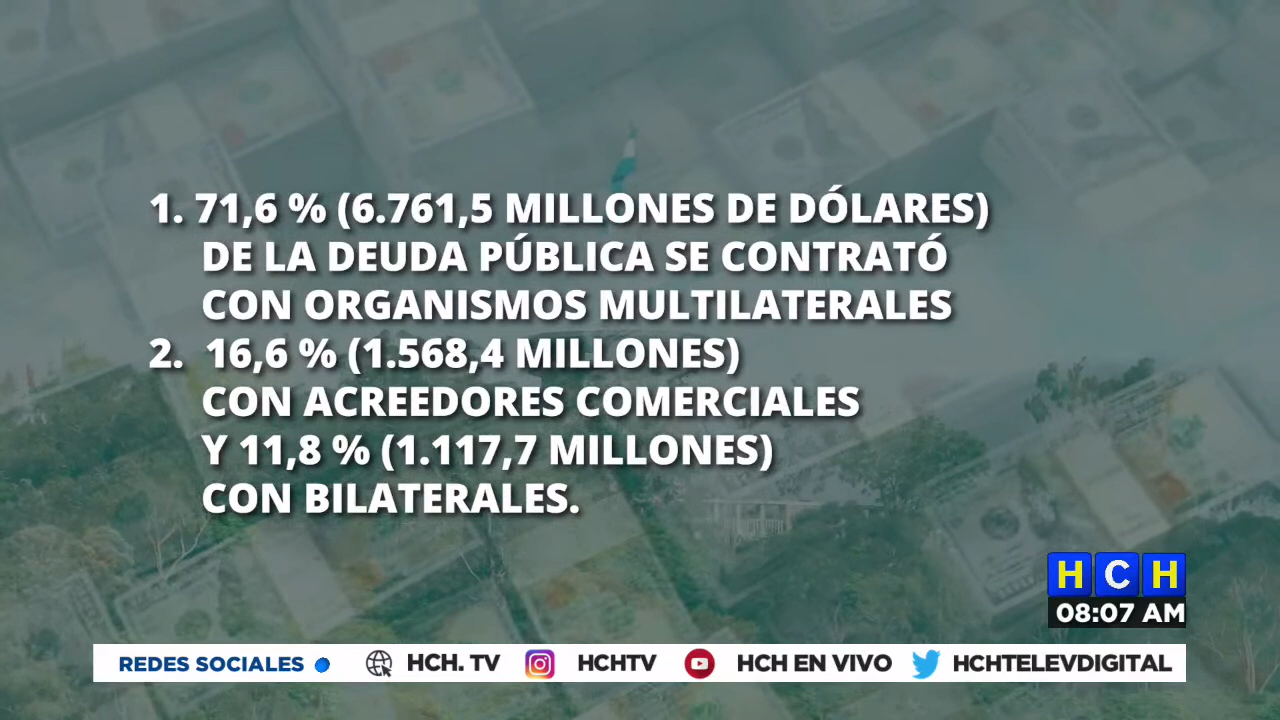 1. 71,6 % (6.761,5 MILLONES DE DÓLARES)
DE LA DEUDA PÚBLICA SE CONTRATÓ
CON ORGANISMOS MULTILATERALES
2. 16,6 % (1.568,4 MILLONES)
CON ACREEDORES COMERCIALES
Y 11,8 % (1.117,7 MILLONES)
CON BILATERALES.
HCH
08:07 AM
REDES SOCIALES HCH. TV HCHTV HCH EN VIVO HCHTELEVDIGITAL